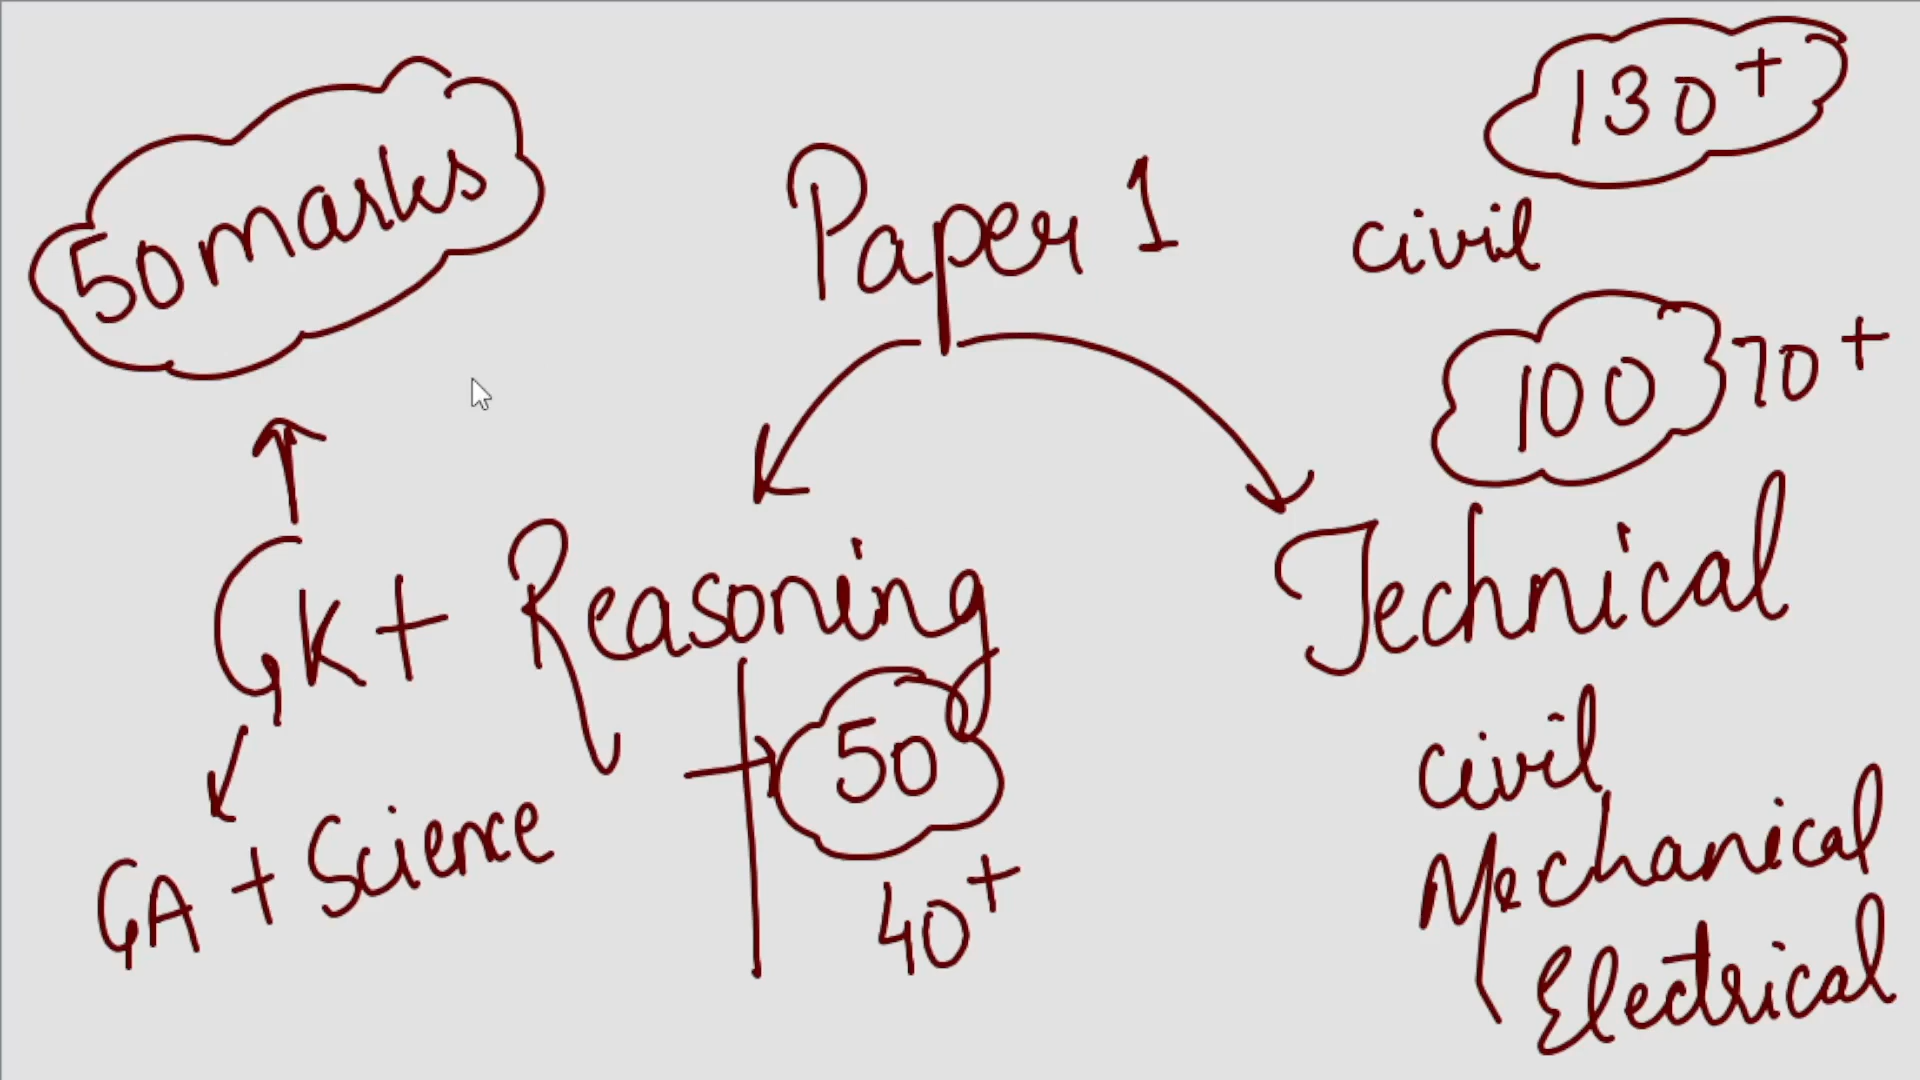 130+
50 marks
Paper 1
civil
100 70+
GK + Reasoning
Technical
50
civil
GA + Science
Mechanical
40+
Electrical